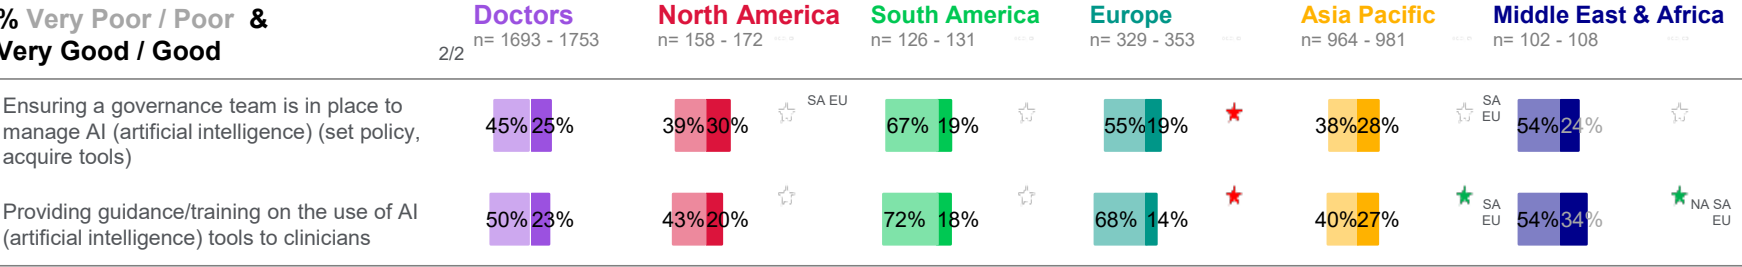 % Very Poor / Poor &
Very Good / Good
2/2
Doctors
n= 1693 - 1753
North America
n= 158 - 172
South America
n= 126 - 131
Europe
n= 329 - 353
Asia Pacific
n= 964 - 981
Middle East & Africa
n= 102 - 108
Ensuring a governance team is in place to
manage AI (artificial intelligence) (set policy,
acquire tools)
45% 25%
39% 30%
SA EU
67% 19%
55% 19%
38% 28%
SA
EU
54% 24%
Providing guidance/training on the use of AI
(artificial intelligence) tools to clinicians
50% 23%
43% 20%
72% 18%
68% 14%
40% 27%
SA
EU
54% 34%
NA SA
EU